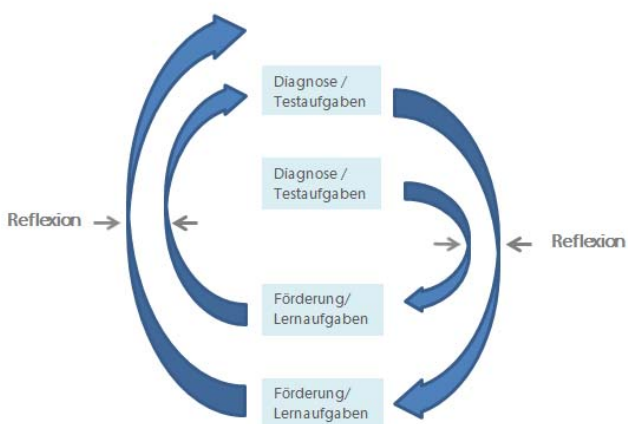 Diagnose /
Testaufgaben
Diagnose /
Testaufgaben
Reflexion
Reflexion
Förderung/
Lernaufgaben
Förderung/
Lernaufgaben